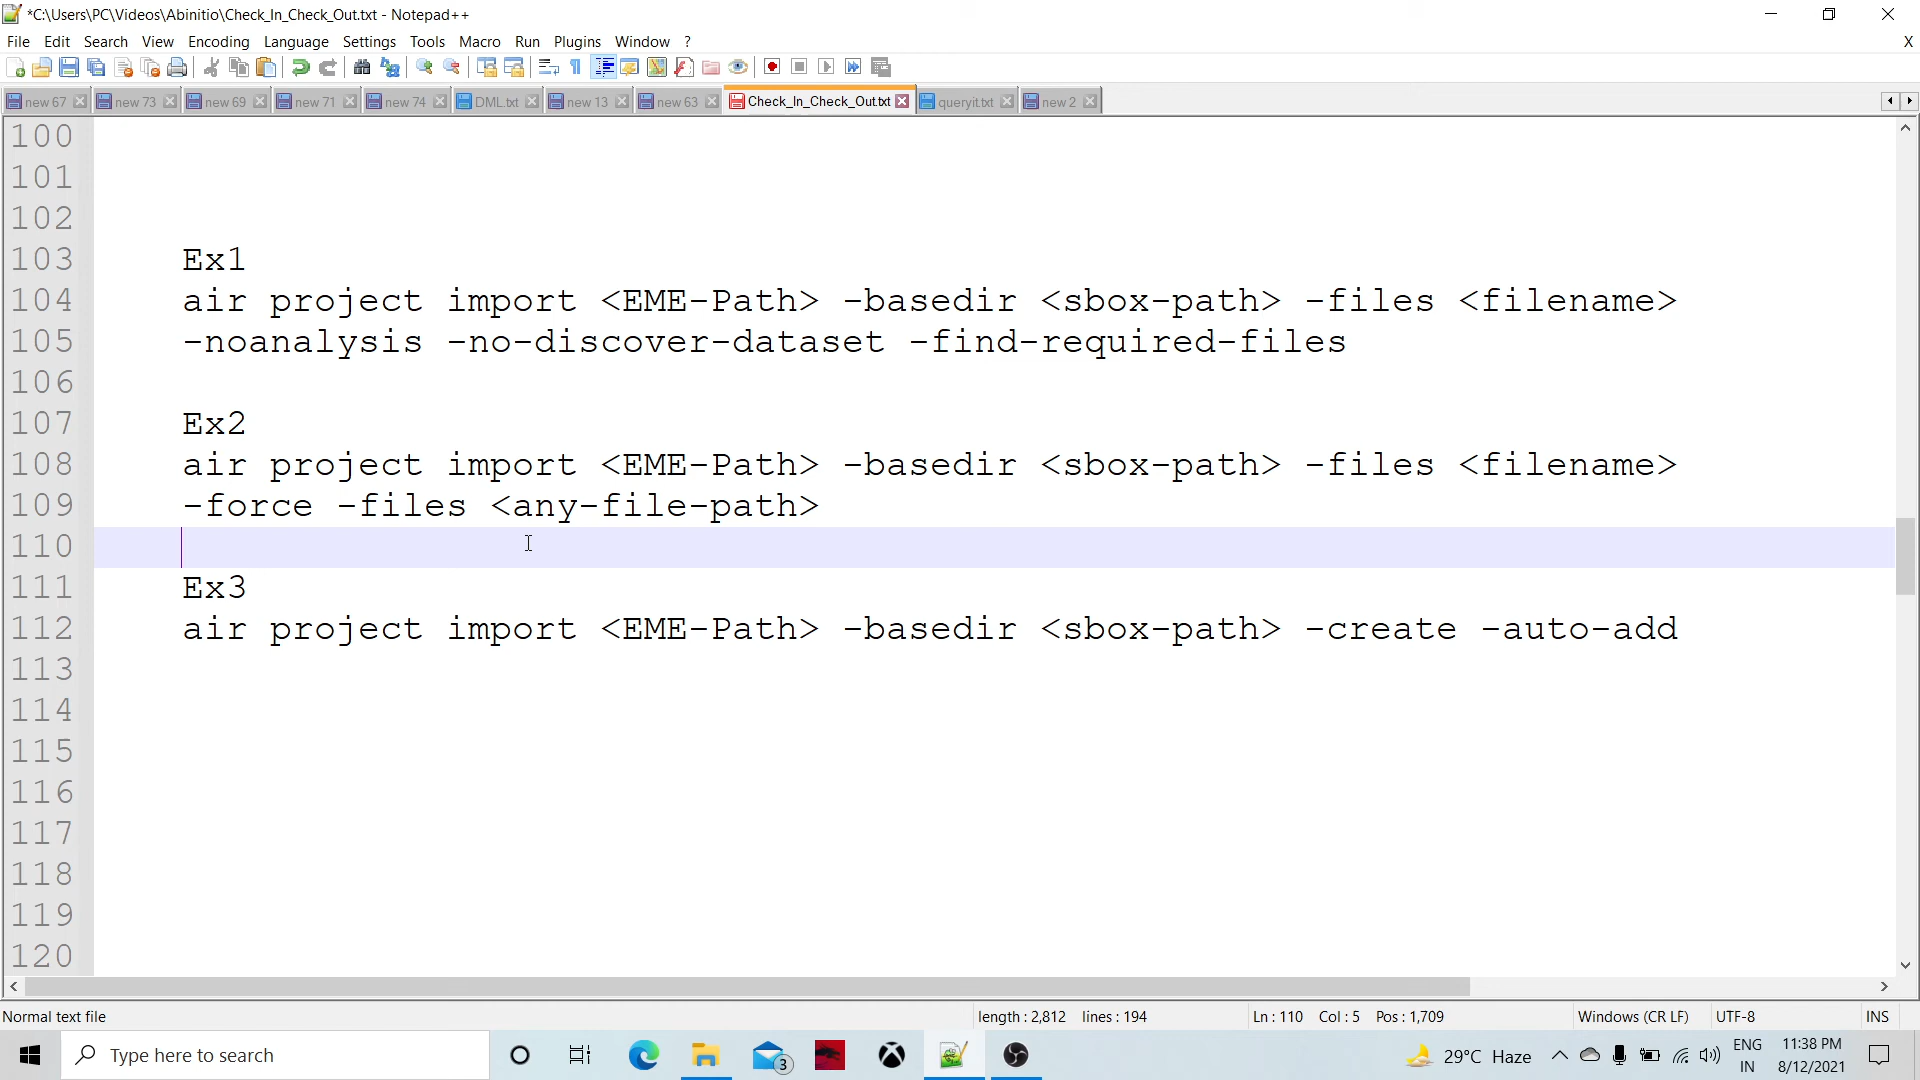 *C:\Users\PC\Videos\Abinitio\Check_In_Check_Out.txt - Notepad++
File Edit Search View Encoding Language Settings Tools Macro Run Plugins Window ? X
new 67 new 73 new 69 new 71 new 74 DML.txt new 13 new 63 Check_In_Check_Out.txt queryit.txt new 2
100
101
102
103 Ex1
104 air project import <EME-Path> -basedir <sbox-path> -files <filename>
105 -noanalysis -no-discover-dataset -find-required-files
106
107 Ex2
108 air project import <EME-Path> -basedir <sbox-path> -files <filename>
109 -force -files <any-file-path>
110
111 Ex3
112 air project import <EME-Path> -basedir <sbox-path> -create -auto-add
113
114
115
116
117
118
119
120
Normal text file length : 2,812 lines : 194 Ln : 110 Col : 5 Pos : 1,709 Windows (CR LF) UTF-8 INS
Type here to search 3 29°C Haze ENG IN 11:38 PM 8/12/2021